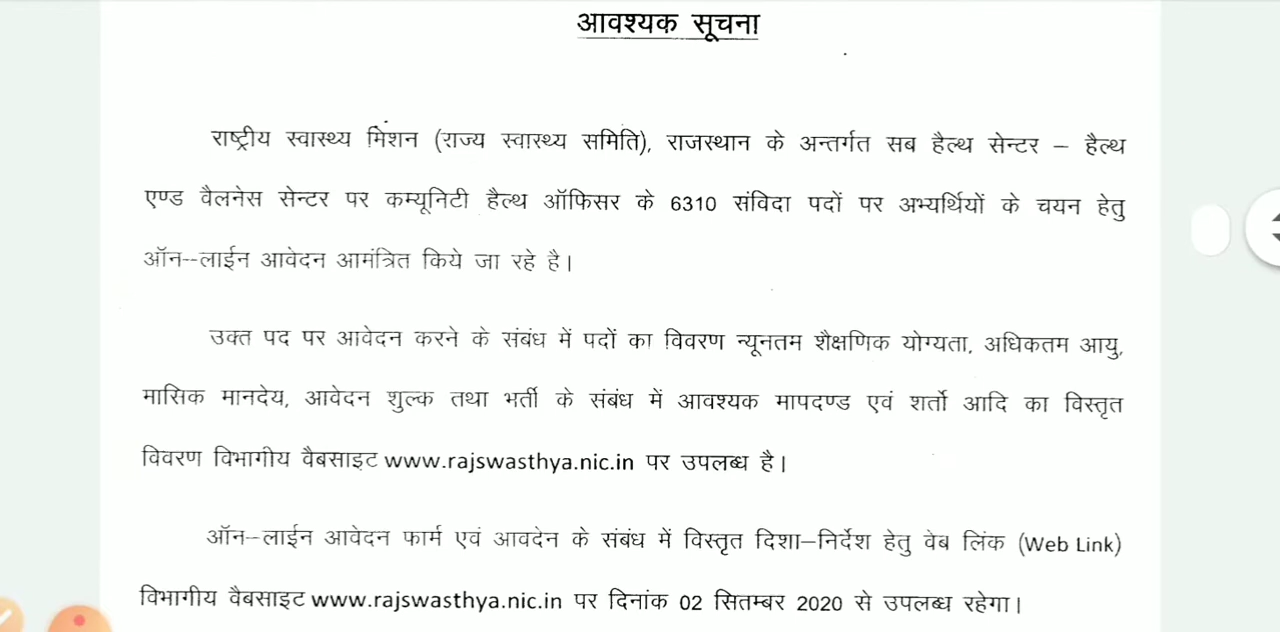 आवश्यक सूचना
राष्ट्रीय स्वास्थ्य मिशन (राज्य स्वास्थ्य समिति), राजस्थान के अन्तर्गत सब हैल्थ सेन्टर – हैल्थ
एण्ड वैलनेस सेन्टर पर कम्यूनिटी हैल्थ ऑफिसर के 6310 संविदा पदों पर अभ्यर्थियों के चयन हेतु
ऑन--लाईन आवेदन आमंत्रित किये जा रहे है।
उक्त पद पर आवेदन करने के संबंध में पदों का विवरण न्यूनतम शैक्षणिक योग्यता, अधिकतम आयु,
मासिक मानदेय, आवेदन शुल्क तथा भर्ती के संबंध में आवश्यक मापदण्ड एवं शर्तो आदि का विस्तृत
विवरण विभागीय वैबसाइट www.rajswasthya.nic.in पर उपलब्ध है।
ऑन–लाईन आवेदन फार्म एवं आवदेन के संबंध में विस्तृत दिशा–निर्देश हेतु वेब लिंक (Web Link)
विभागीय वैबसाइट www.rajswasthya.nic.in पर दिनांक 02 सितम्बर 2020 से उपलब्ध रहेगा।